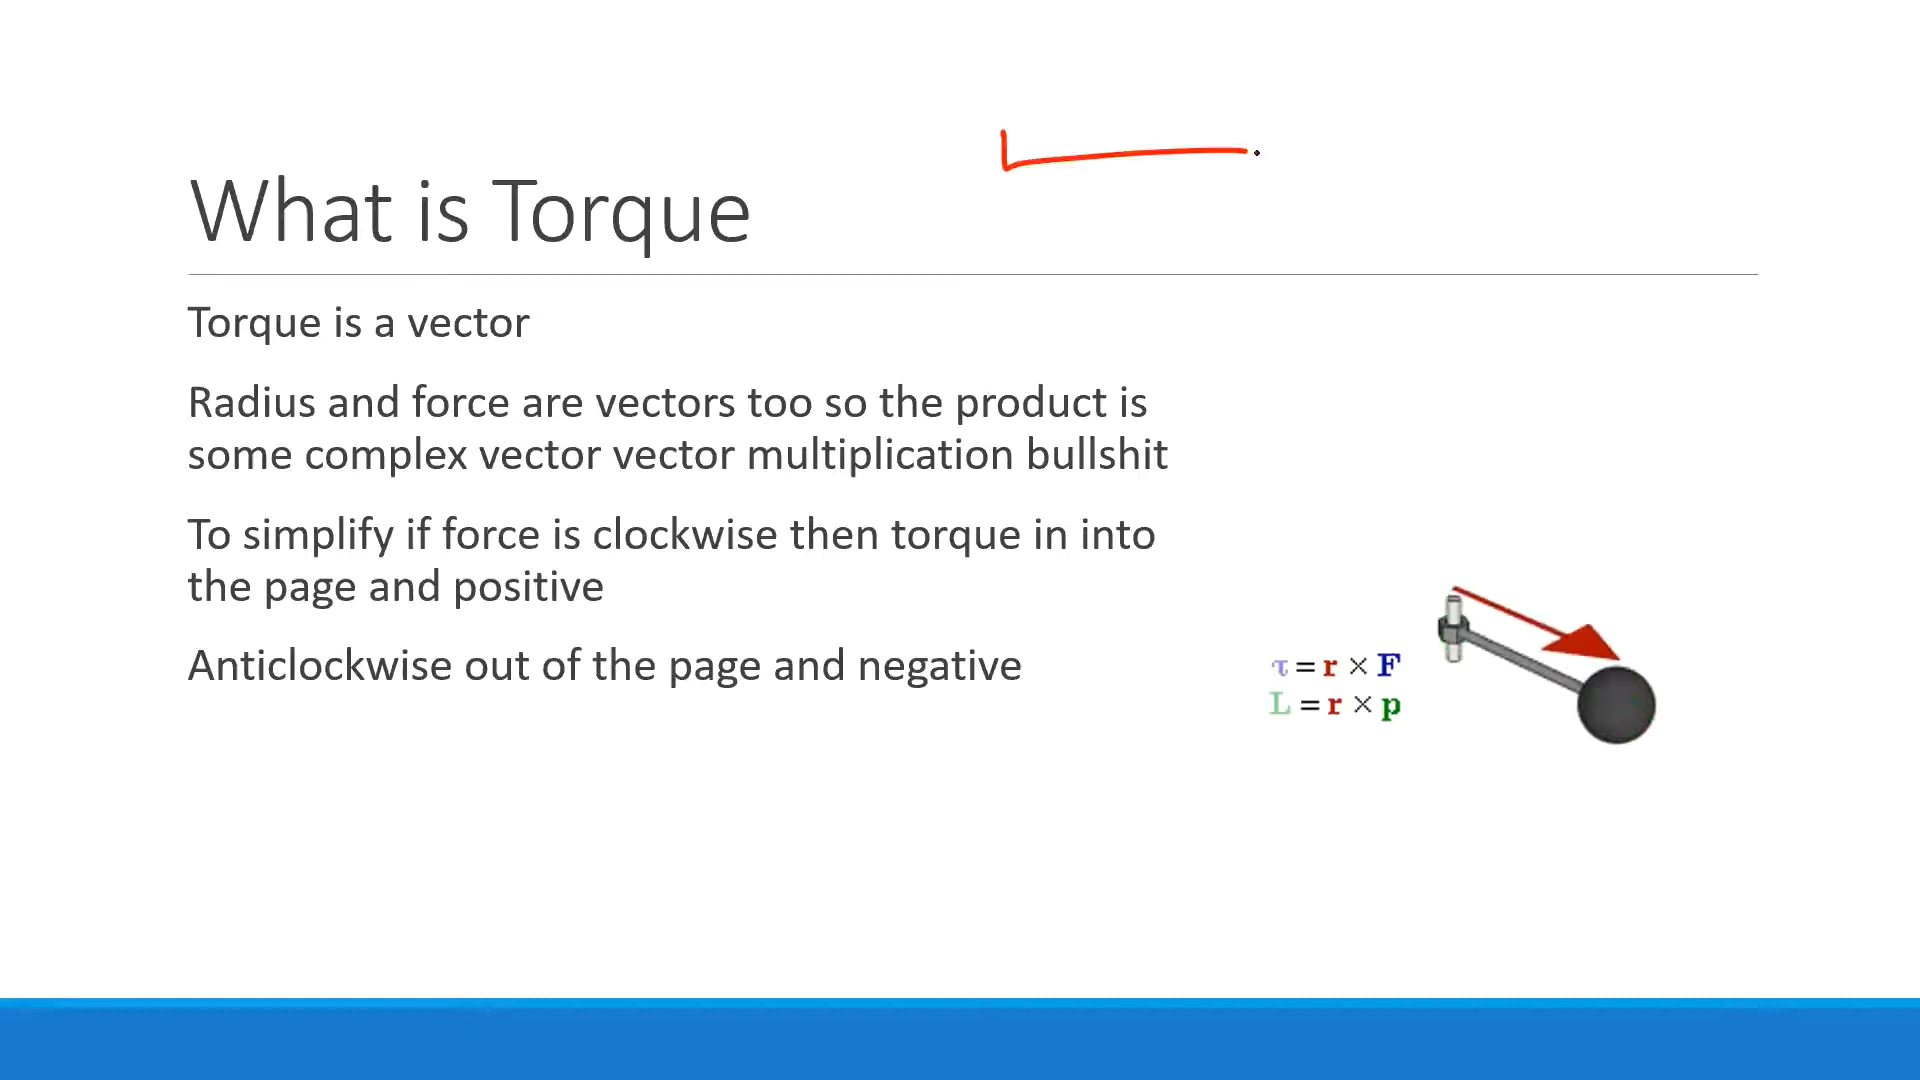 What is Torque
Torque is a vector
Radius and force are vectors too so the product is
some complex vector vector multiplication bullshit
To simplify if force is clockwise then torque in into
the page and positive
Anticlockwise out of the page and negative
τ = r × F
L = r × p